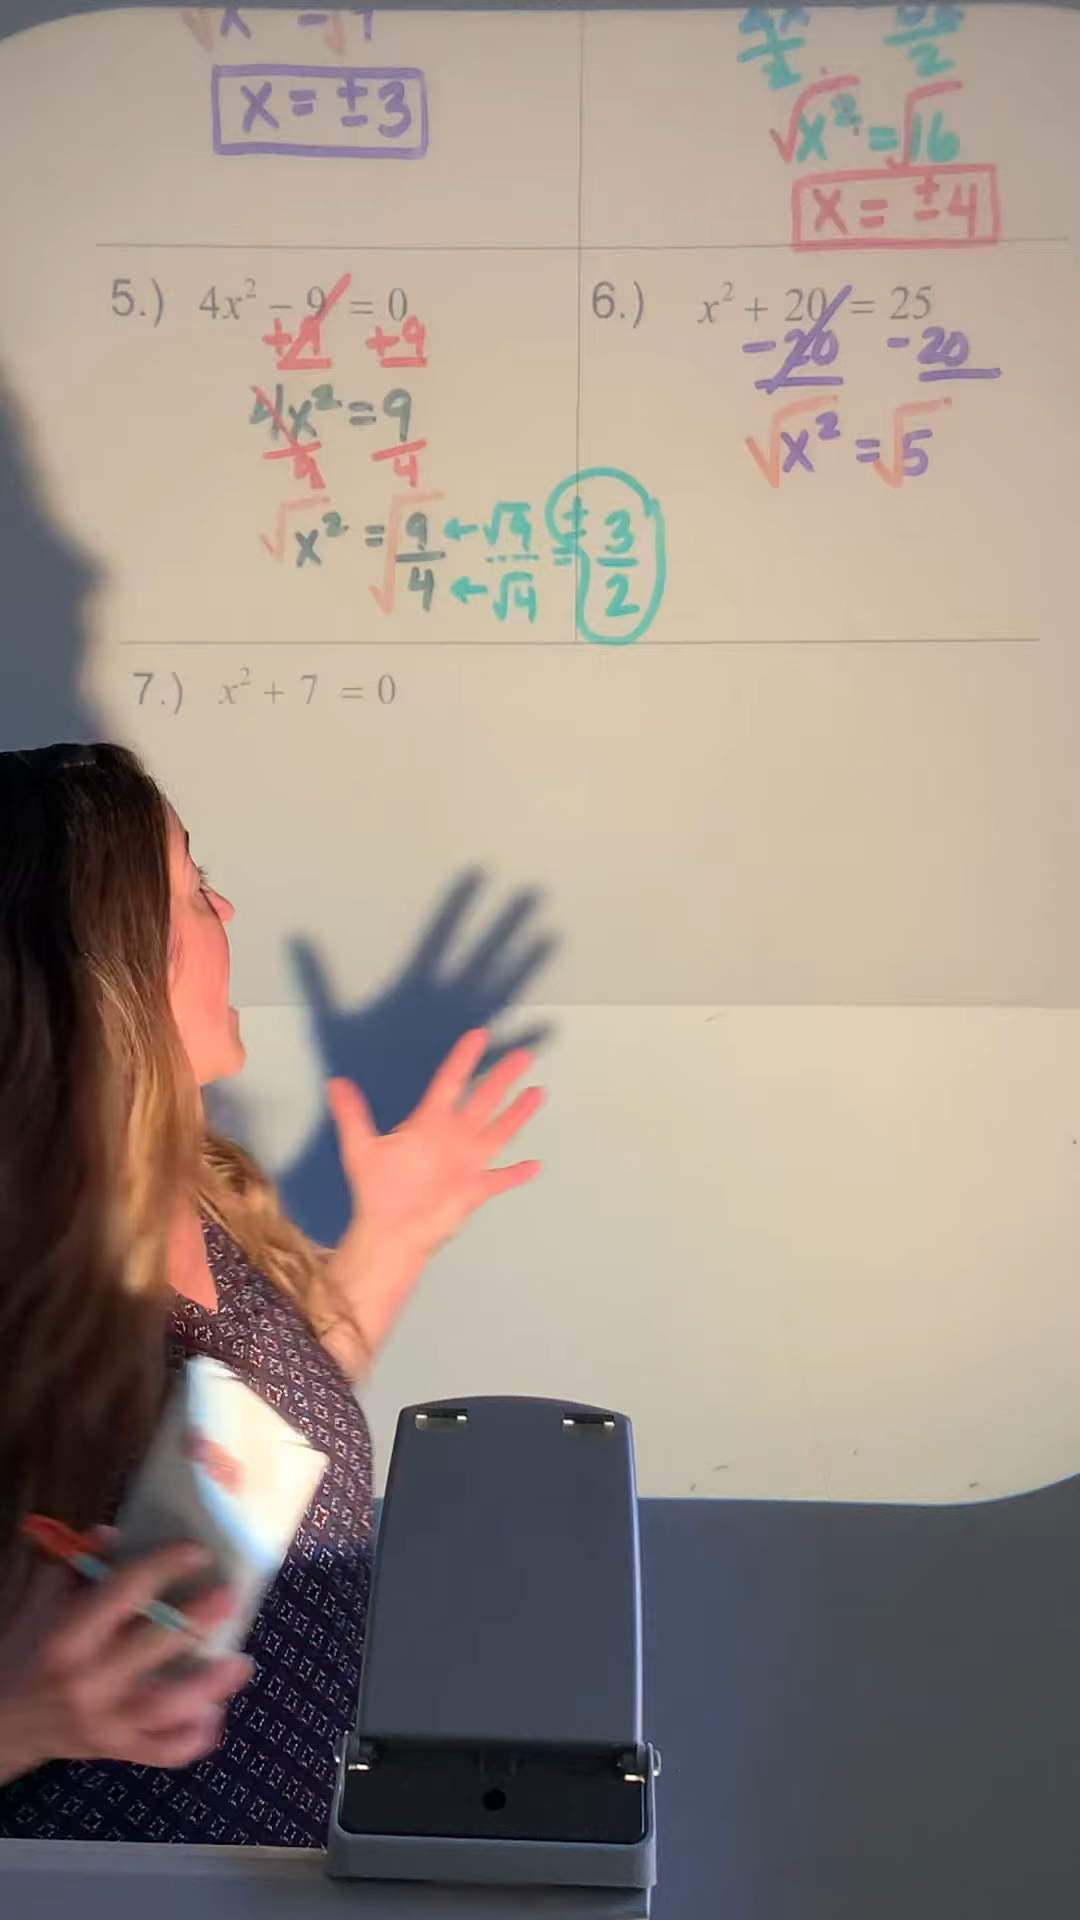 x = ±3
√x² = √16
x = ±4
5.) 4x² − 9 = 0
+9 +9
4x² = 9
4 4
√x² = √9/4 ← √9 = ± 3
← √4 2
6.) x² + 20 = 25
−20 −20
√x² = √5
7.) x² + 7 = 0